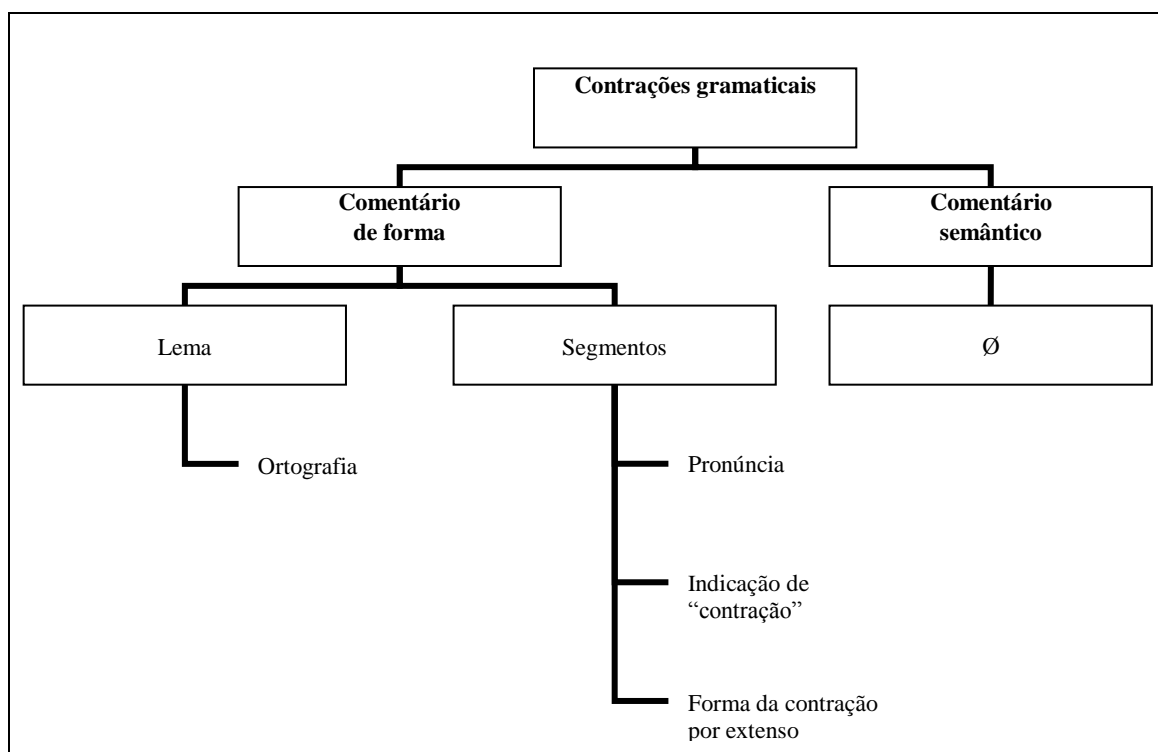 Contrações gramaticais
Comentário
de forma
Comentário
semântico
Lema
Segmentos
Ø
Ortografia
Pronúncia
Indicação de
“contração”
Forma da contração
por extenso